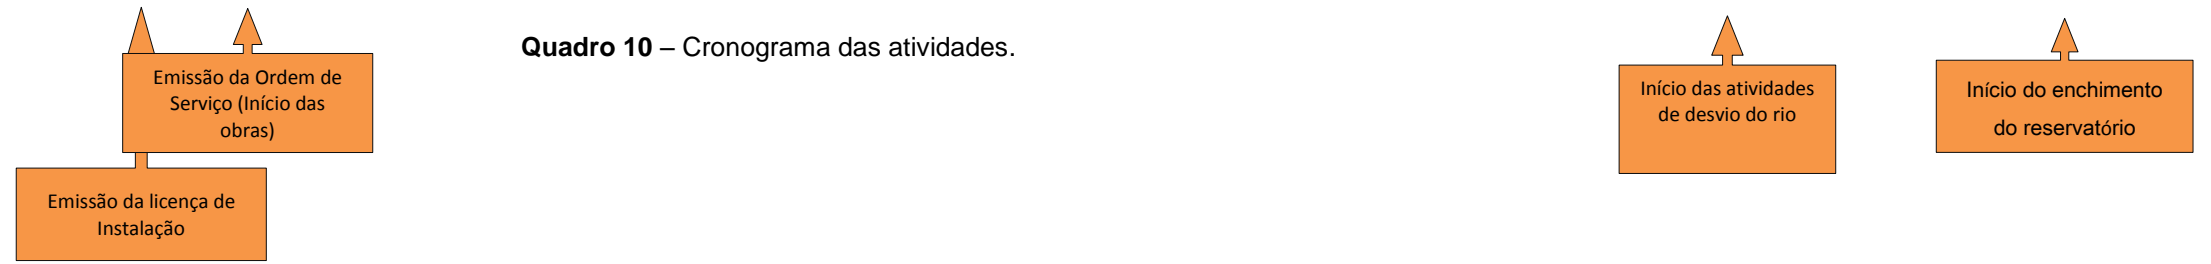 Quadro 10 – Cronograma das atividades.
Emissão da Ordem de
Serviço (Início das
obras)
Emissão da licença de
Instalação
Início das atividades
de desvio do rio
Início do enchimento
do reservatório